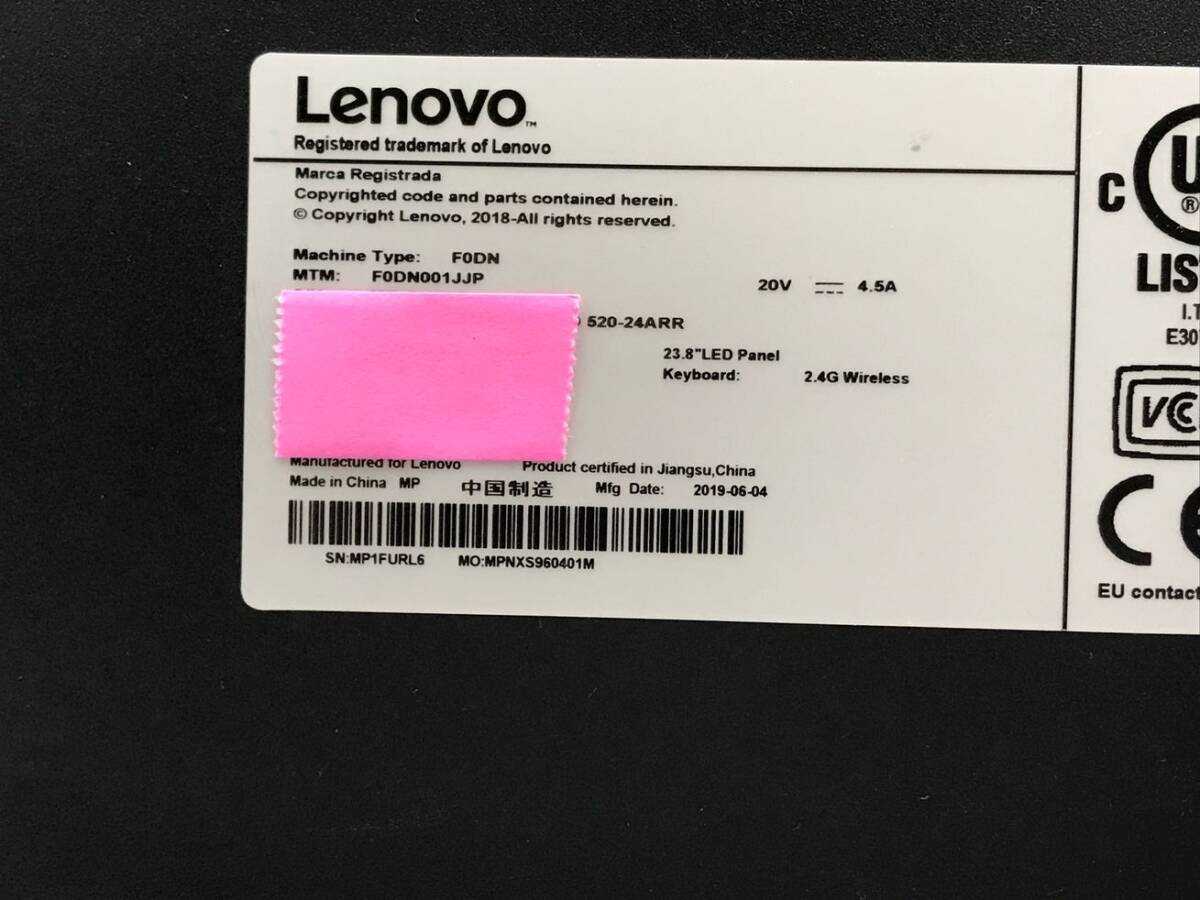 Lenovo™
Registered trademark of Lenovo
Marca Registrada
Copyrighted code and parts contained herein.
© Copyright Lenovo, 2018-All rights reserved.
Machine Type: F0DN
MTM: F0DN001JJP
20V ⎓ 4.5A
520-24ARR
23.8"LED Panel
Keyboard: 2.4G Wireless
Manufactured for Lenovo Product certified in Jiangsu,China
Made in China MP 中国制造 Mfg Date: 2019-06-04
SN:MP1FURL6 MO:MPNXS960401M
C U ®
LIS
I.T
E30
CE
EU contact